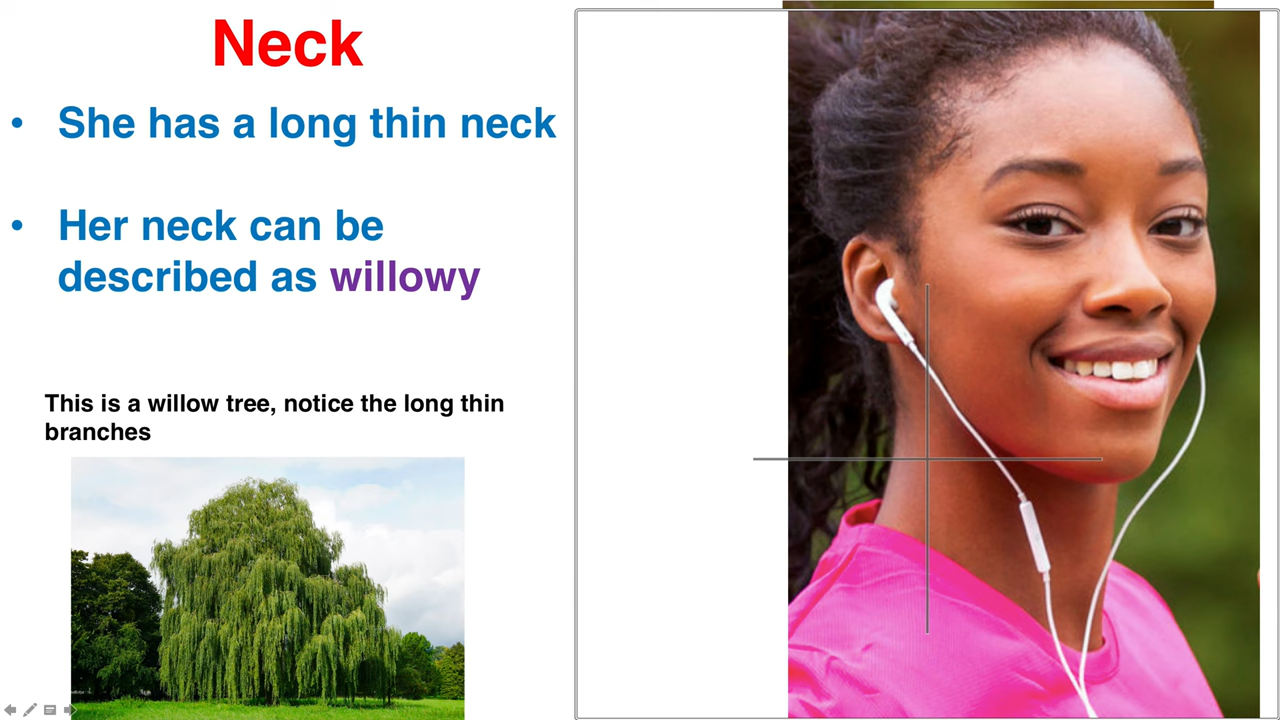 Neck
• She has a long thin neck
• Her neck can be
described as willowy
This is a willow tree, notice the long thin
branches